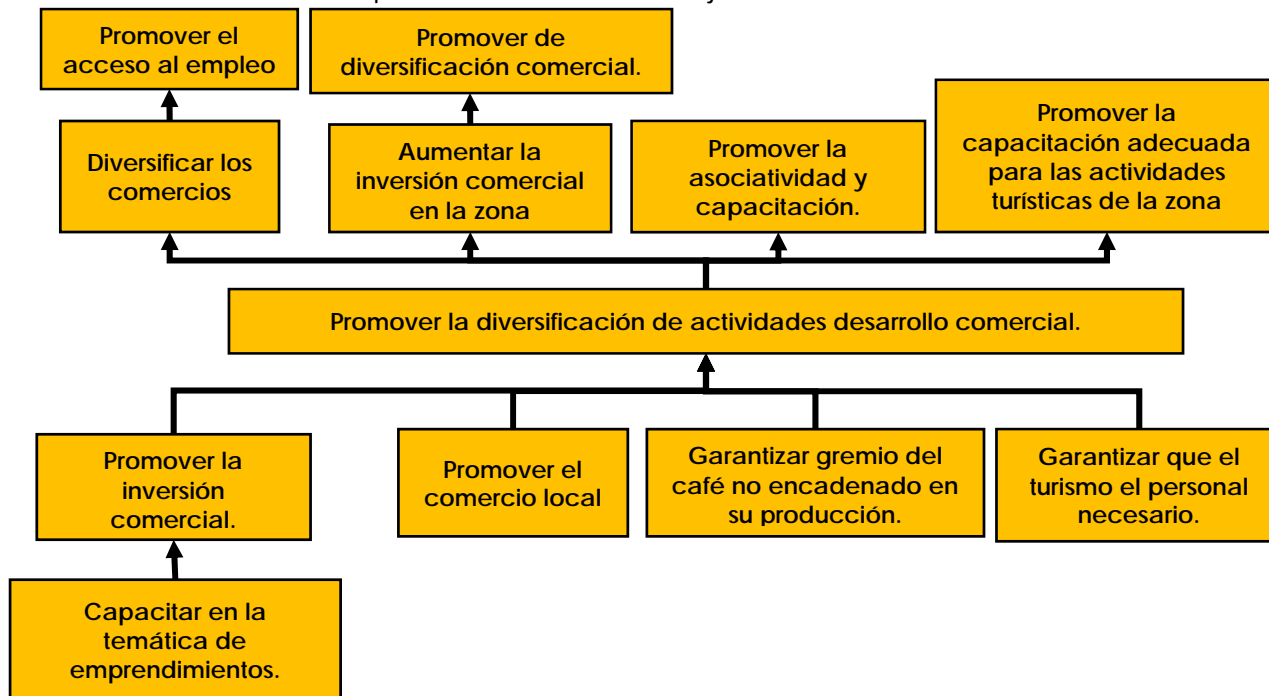 Promover el
acceso al empleo
Promover de
diversificación comercial.
Diversificar los
comercios
Aumentar la
inversión comercial
en la zona
Promover la
asociatividad y
capacitación.
Promover la
capacitación adecuada
para las actividades
turísticas de la zona
Promover la diversificación de actividades desarrollo comercial.
Promover la
inversión
comercial.
Promover el
comercio local
Garantizar gremio del
café no encadenado en
su producción.
Garantizar que el
turismo el personal
necesario.
Capacitar en la
temática de
emprendimientos.